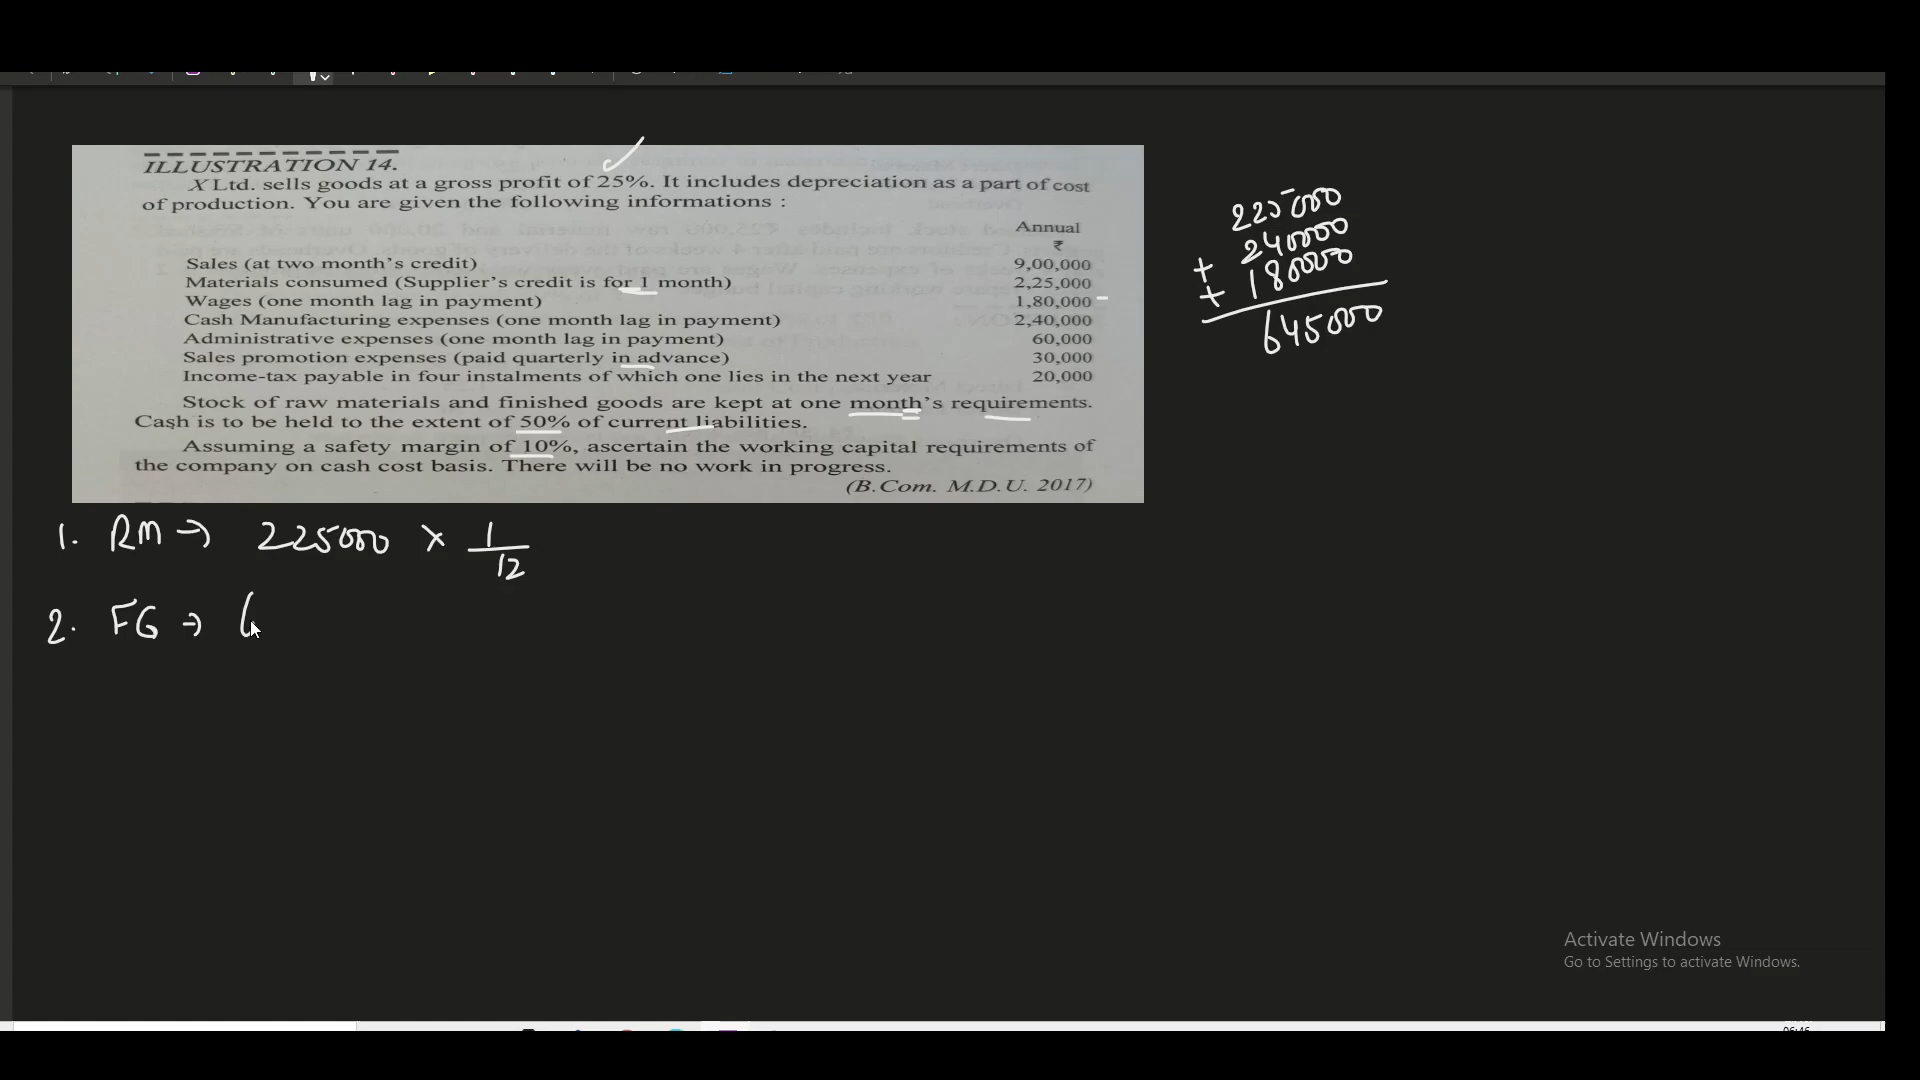 ILLUSTRATION 14.
X Ltd. sells goods at a gross profit of 25%. It includes depreciation as a part of cost
of production. You are given the following informations :
Annual
₹
Sales (at two month's credit) 9,00,000
Materials consumed (Supplier's credit is for 1 month) 2,25,000
Wages (one month lag in payment) 1,80,000
Cash Manufacturing expenses (one month lag in payment) 2,40,000
Administrative expenses (one month lag in payment) 60,000
Sales promotion expenses (paid quarterly in advance) 30,000
Income-tax payable in four instalments of which one lies in the next year 20,000
Stock of raw materials and finished goods are kept at one month's requirements.
Cash is to be held to the extent of 50% of current liabilities.
Assuming a safety margin of 10%, ascertain the working capital requirements of
the company on cash cost basis. There will be no work in progress.
(B.Com. M.D.U. 2017)
225000
+ 240000
+ 180000
645000
1. RM → 225000 × 1/12
2. FG → (
Activate Windows
Go to Settings to activate Windows.